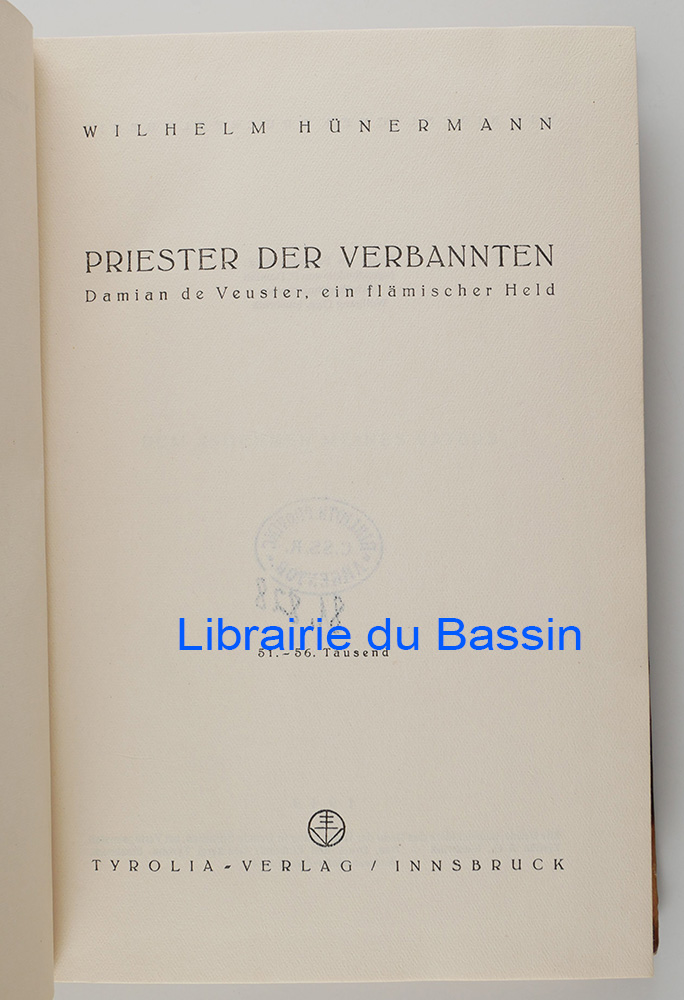 WILHELM HÜNERMANN
PRIESTER DER VERBANNTEN
Damian de Veuster, ein flämischer Held
C.SS.R.
Librairie du Bassin
51.-56. Tausend
TYROLIA-VERLAG / INNSBRUCK